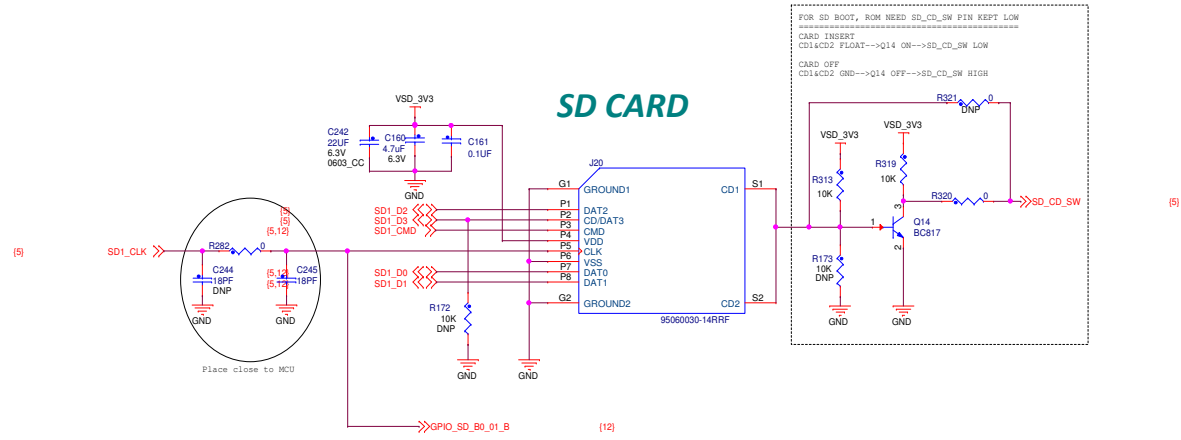 FOR SD BOOT, ROM NEED SD_CD_SW PIN KEPT LOW
========================================
CARD INSERT
CD1&CD2 FLOAT-->Q14 ON-->SD_CD_SW LOW
CARD OFF
CD1&CD2 GND-->Q14 OFF-->SD_CD_SW HIGH
SD CARD
VSD_3V3
C242
22UF
6.3V
0603_CC
C160
4.7uF
6.3V
C161
0.1UF
GND
R321
0
DNP
VSD_3V3
VSD_3V3
R313
10K
R319
10K
R320
0
SD_CD_SW
{5}
3
1
2
Q14
BC817
R173
10K
DNP
GND
GND
J20
G1
GROUND1
CD1
S1
P1
DAT2
P2
CD/DAT3
P3
CMD
P4
VDD
P5
CLK
P6
VSS
P7
DAT0
P8
DAT1
G2
GROUND2
CD2
S2
95060030-14RRF
SD1_D2
SD1_D3
SD1_CMD
SD1_D0
SD1_D1
{5}
{5}
{5,12}
{5,12}
{5,12}
{5}
SD1_CLK
R282
0
C244
18PF
DNP
C245
18PF
GND
GND
Place close to MCU
R172
10K
DNP
GND
GND
GPIO_SD_B0_01_B
{12}